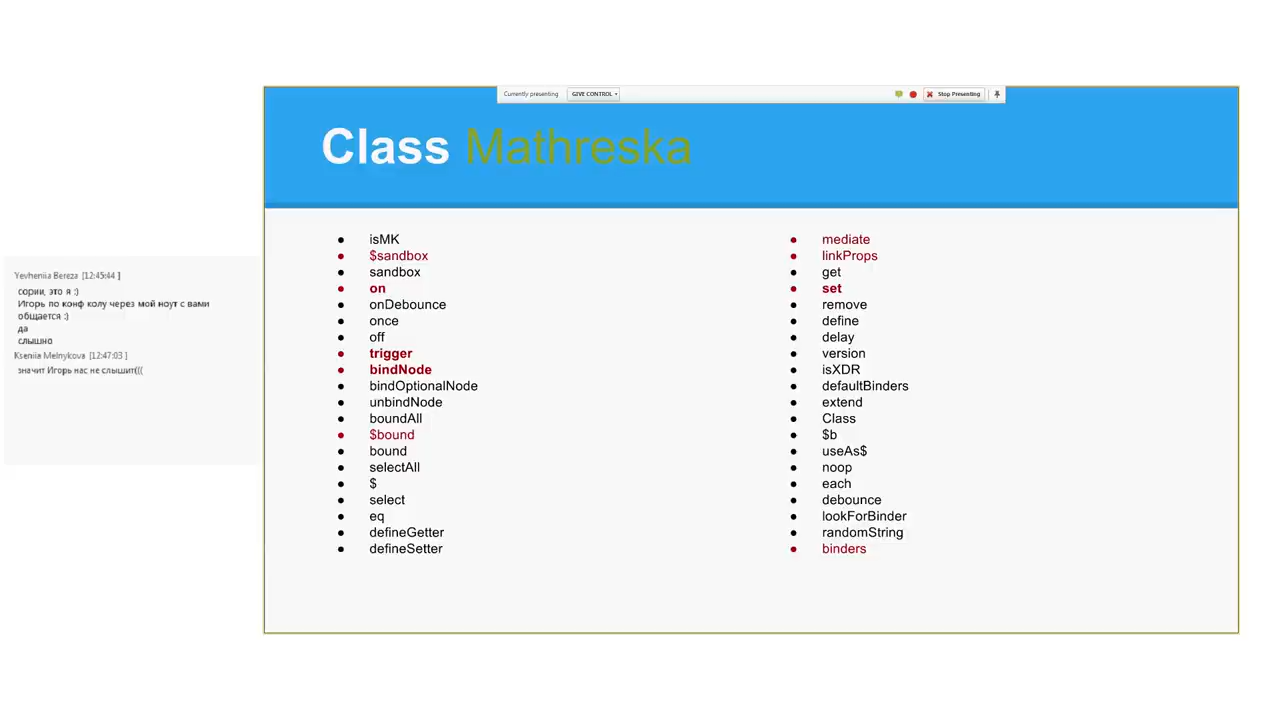 Currently presenting GIVE CONTROL Stop Presenting
Class Mathreska
Yevheniia Bereza [12:45:44 ]
сории, это я :)
Игорь по конф колу через мой ноут с вами
общается :)
да
слышно
Kseniia Melnykova [12:47:03 ]
значит Игорь нас не слышит(((
isMK
$sandbox
sandbox
on
onDebounce
once
off
trigger
bindNode
bindOptionalNode
unbindNode
boundAll
$bound
bound
selectAll
$
select
eq
defineGetter
defineSetter
mediate
linkProps
get
set
remove
define
delay
version
isXDR
defaultBinders
extend
Class
$b
useAs$
noop
each
debounce
lookForBinder
randomString
binders